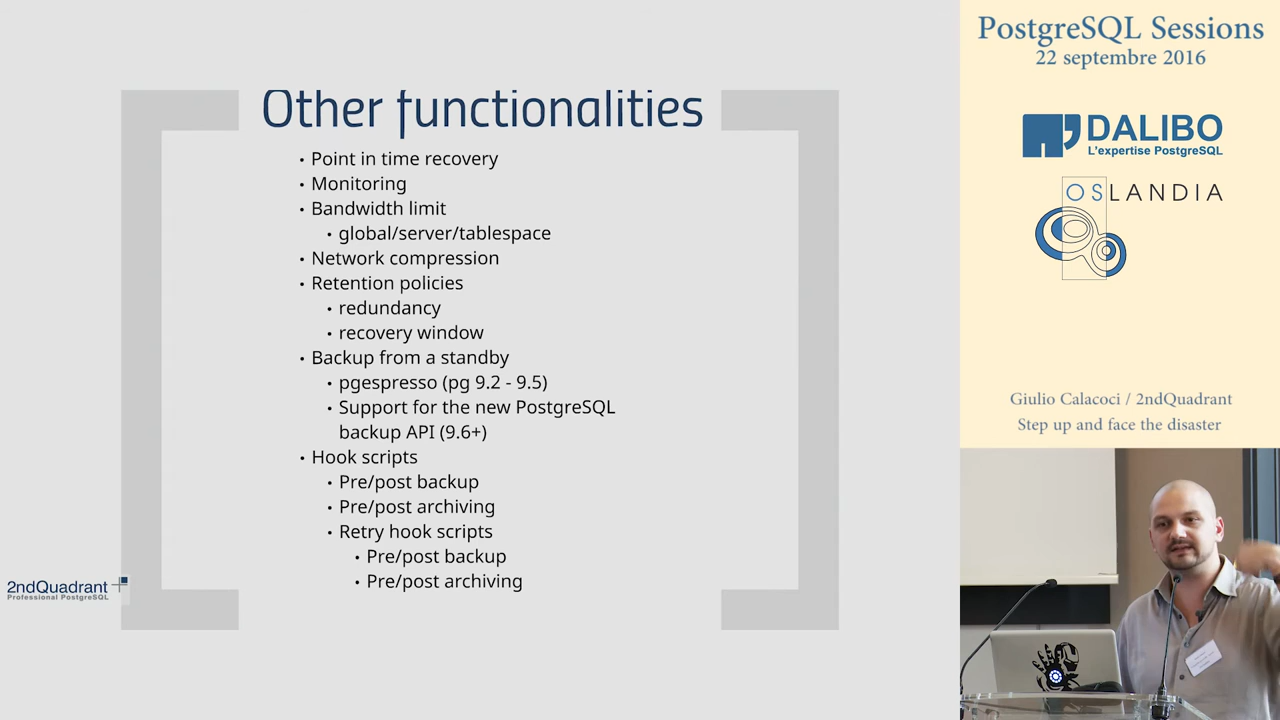 Other functionalities
• Point in time recovery
• Monitoring
• Bandwidth limit
• global/server/tablespace
• Network compression
• Retention policies
• redundancy
• recovery window
• Backup from a standby
• pgespresso (pg 9.2 - 9.5)
• Support for the new PostgreSQL
backup API (9.6+)
• Hook scripts
• Pre/post backup
• Pre/post archiving
• Retry hook scripts
• Pre/post backup
• Pre/post archiving
2ndQuadrant
Professional PostgreSQL
PostgreSQL Sessions
22 septembre 2016
DALIBO
L'expertise PostgreSQL
OSLANDIA
Giulio Calacoci / 2ndQuadrant
Step up and face the disaster